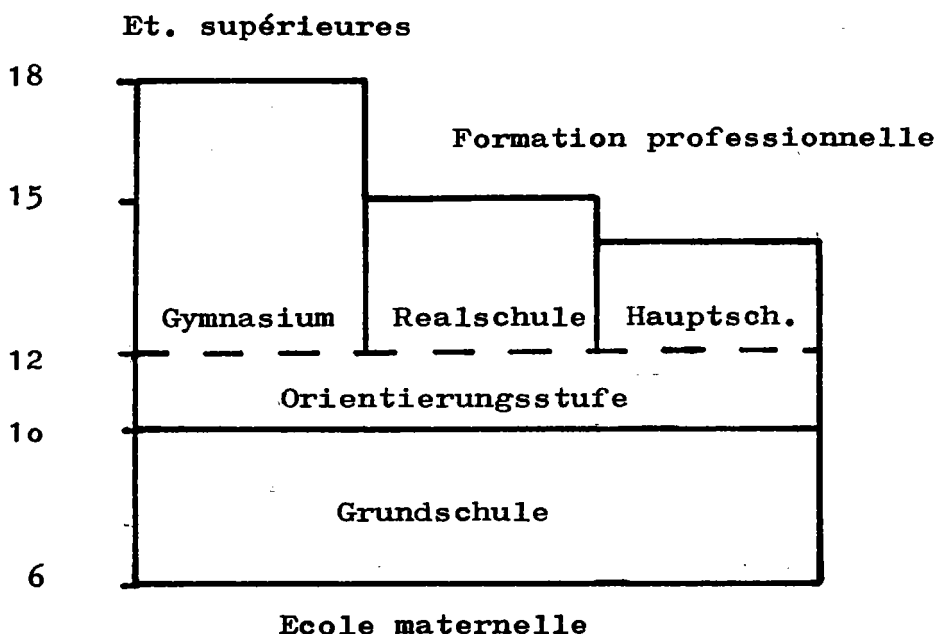 Et. supérieures
18
Formation professionnelle
15
Gymnasium Realschule Hauptsch.
12
Orientierungsstufe
1o
Grundschule
6
Ecole maternelle